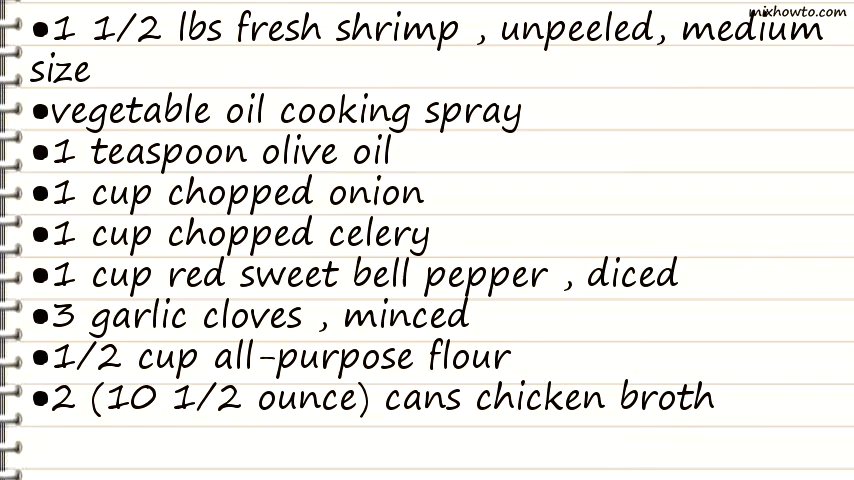 mixhowto.com
•1 1/2 lbs fresh shrimp , unpeeled, medium
size
•vegetable oil cooking spray
•1 teaspoon olive oil
•1 cup chopped onion
•1 cup chopped celery
•1 cup red sweet bell pepper , diced
•3 garlic cloves , minced
•1/2 cup all-purpose flour
•2 (10 1/2 ounce) cans chicken broth